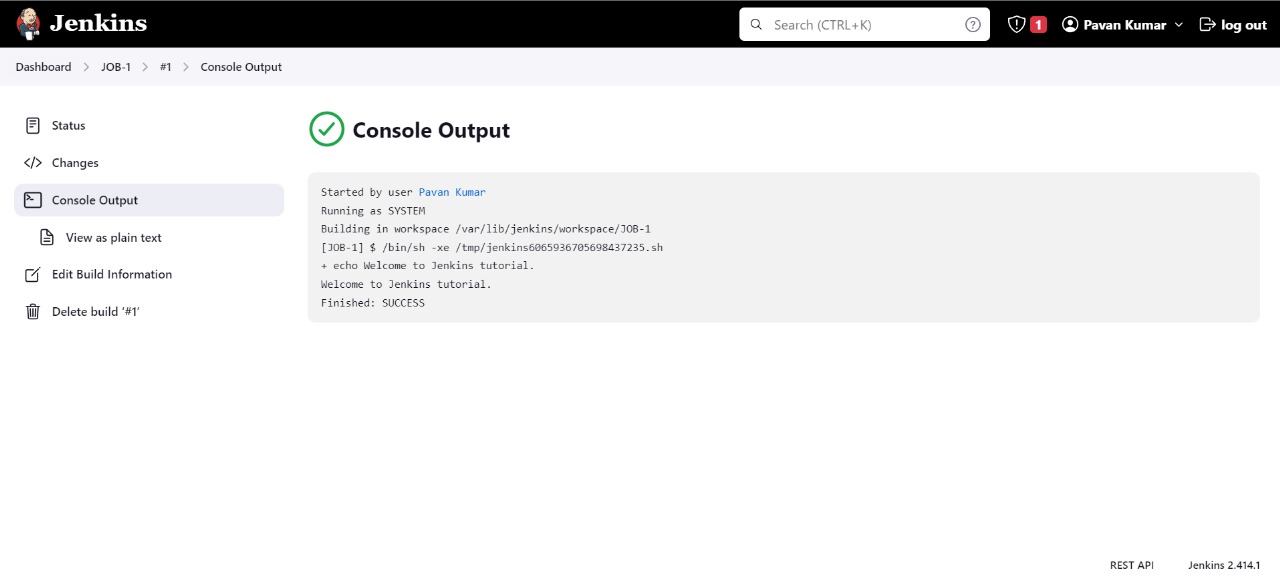 Jenkins
Search (CTRL+K)
1
Pavan Kumar
log out
Dashboard
JOB-1
#1
Console Output
Status
Changes
Console Output
View as plain text
Edit Build Information
Delete build '#1'
Console Output
Started by user Pavan Kumar
Running as SYSTEM
Building in workspace /var/lib/jenkins/workspace/JOB-1
[JOB-1] $ /bin/sh -xe /tmp/jenkins6065936705698437235.sh
+ echo Welcome to Jenkins tutorial.
Welcome to Jenkins tutorial.
Finished: SUCCESS
REST API
Jenkins 2.414.1